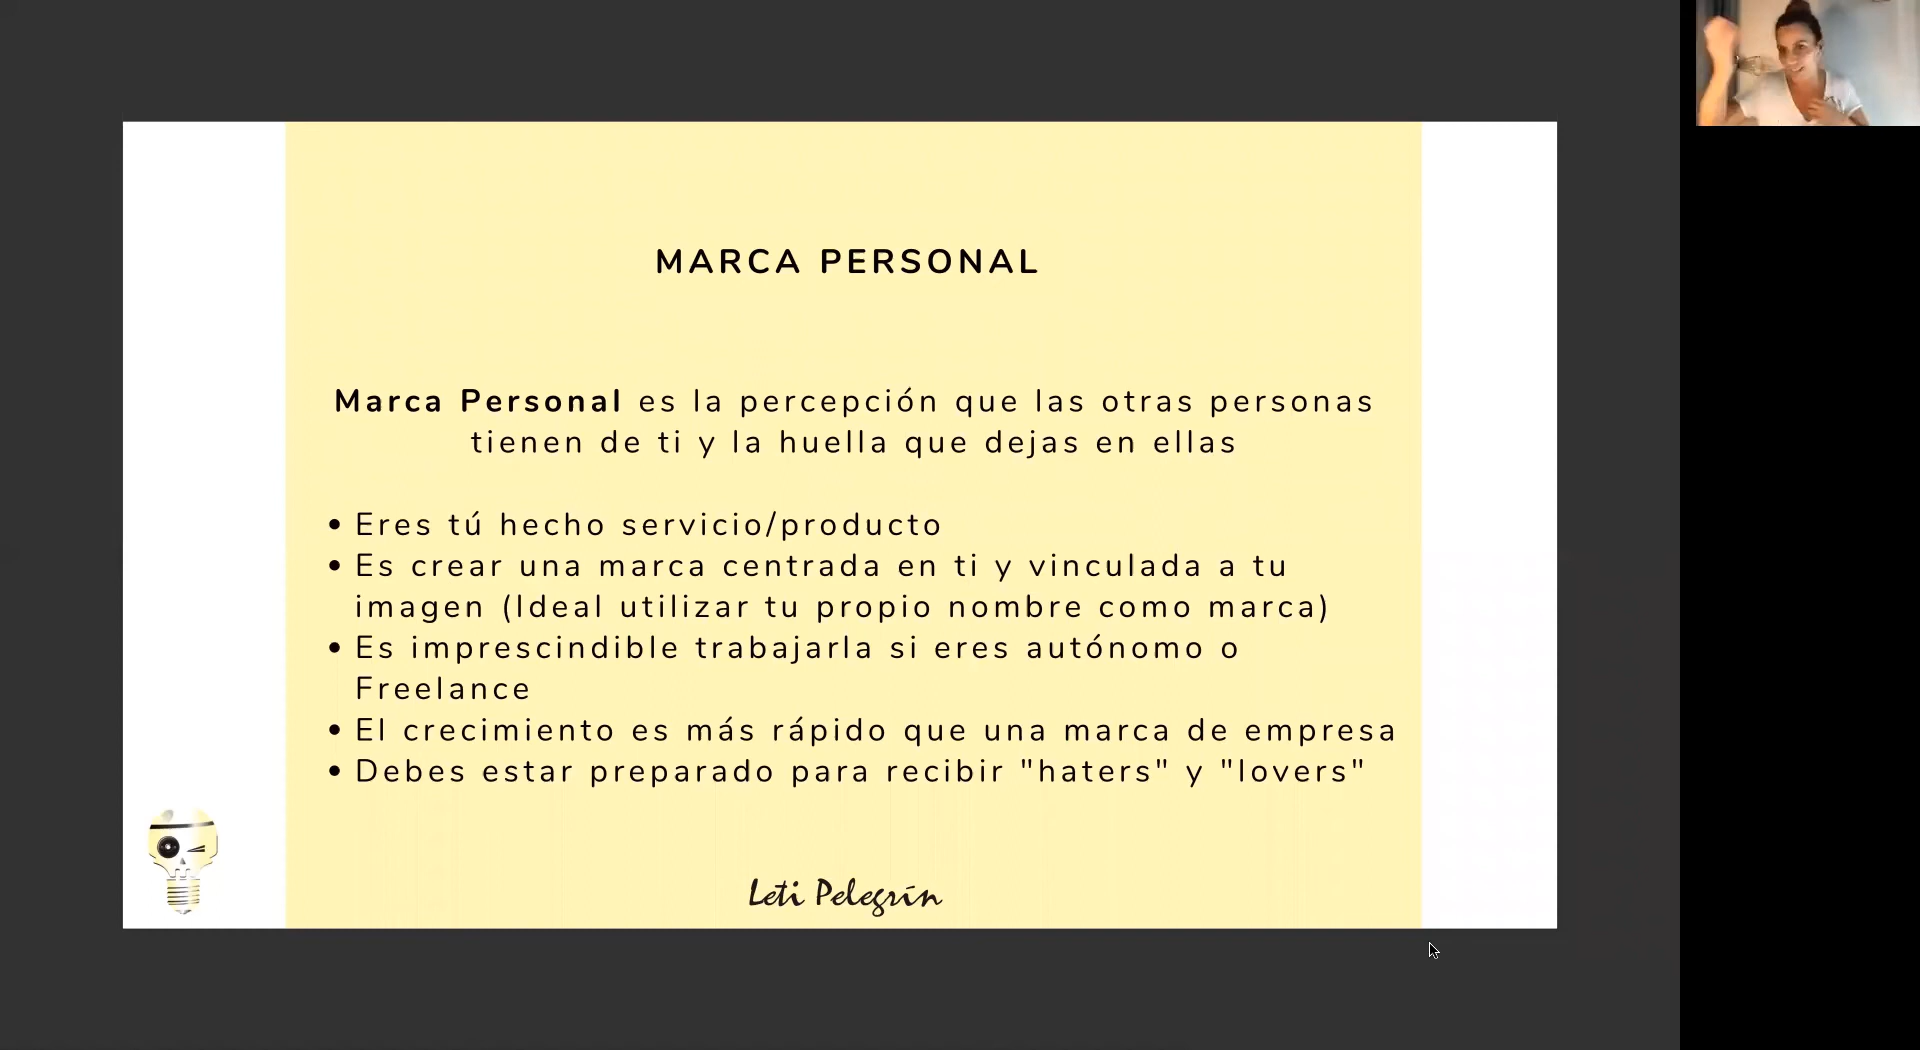 MARCA PERSONAL
Marca Personal es la percepción que las otras personas
tienen de ti y la huella que dejas en ellas
• Eres tú hecho servicio/producto
• Es crear una marca centrada en ti y vinculada a tu
imagen (Ideal utilizar tu propio nombre como marca)
• Es imprescindible trabajarla si eres autónomo o
Freelance
• El crecimiento es más rápido que una marca de empresa
• Debes estar preparado para recibir "haters" y "lovers"
Leti Pelegrín